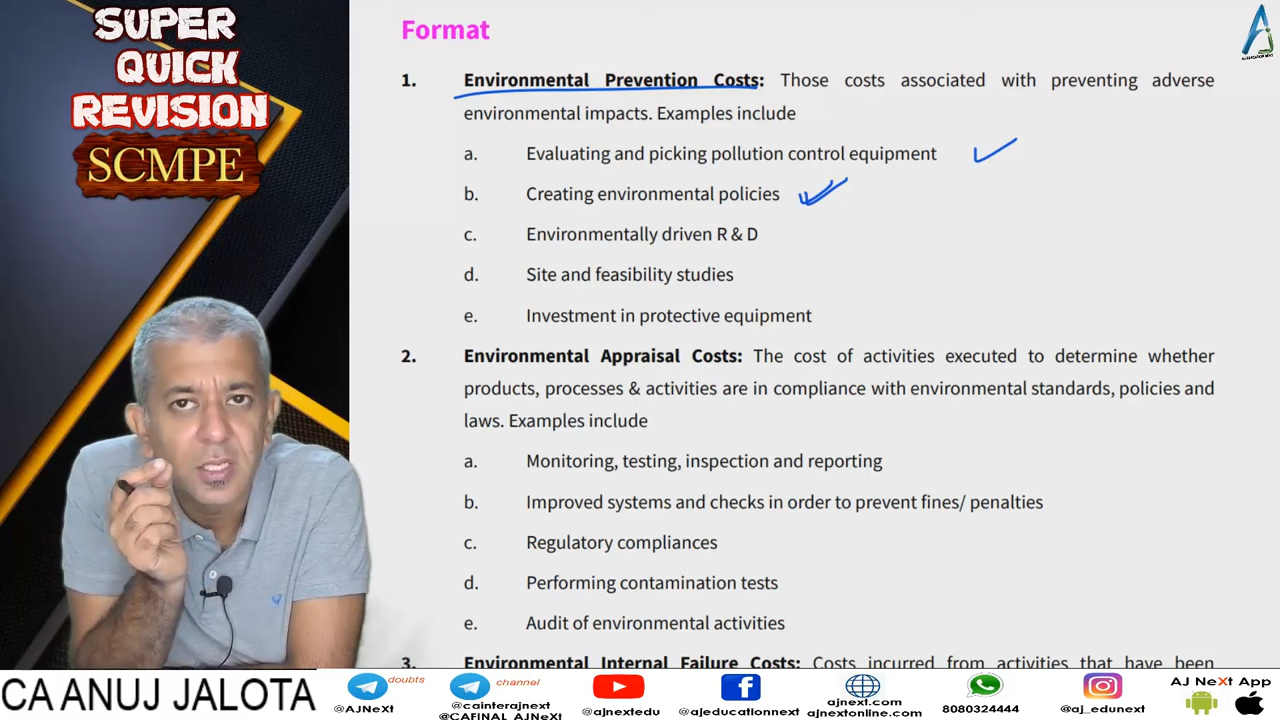 SUPER
QUICK
REVISION
SCMPE
Format
1. Environmental Prevention Costs: Those costs associated with preventing adverse
environmental impacts. Examples include
a. Evaluating and picking pollution control equipment
b. Creating environmental policies
c. Environmentally driven R & D
d. Site and feasibility studies
e. Investment in protective equipment
2. Environmental Appraisal Costs: The cost of activities executed to determine whether
products, processes & activities are in compliance with environmental standards, policies and
laws. Examples include
a. Monitoring, testing, inspection and reporting
b. Improved systems and checks in order to prevent fines/ penalties
c. Regulatory compliances
d. Performing contamination tests
e. Audit of environmental activities
3. Environmental Internal Failure Costs: Costs incurred from activities that have been
CA ANUJ JALOTA
doubts
@AJNeXt
channel
@cainterajnext
@CAFINAL_AJNeXt
@ajnextedu
@ajeducationnext
ajnext.com
ajnextonline.com
8080324444
@aj_edunext
AJ NeXt App